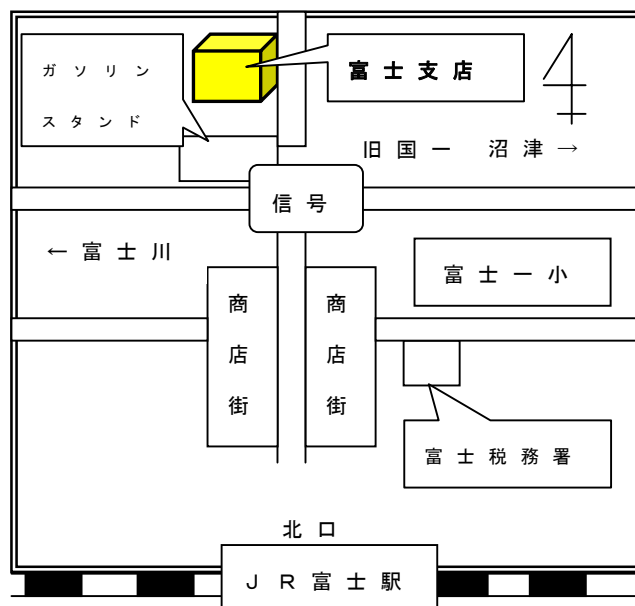 ガソリン
スタンド
富士支店
旧国一 沼津→
信号
←富士川
富士一小
商店街
商店街
富士税務署
北口
ＪＲ富士駅